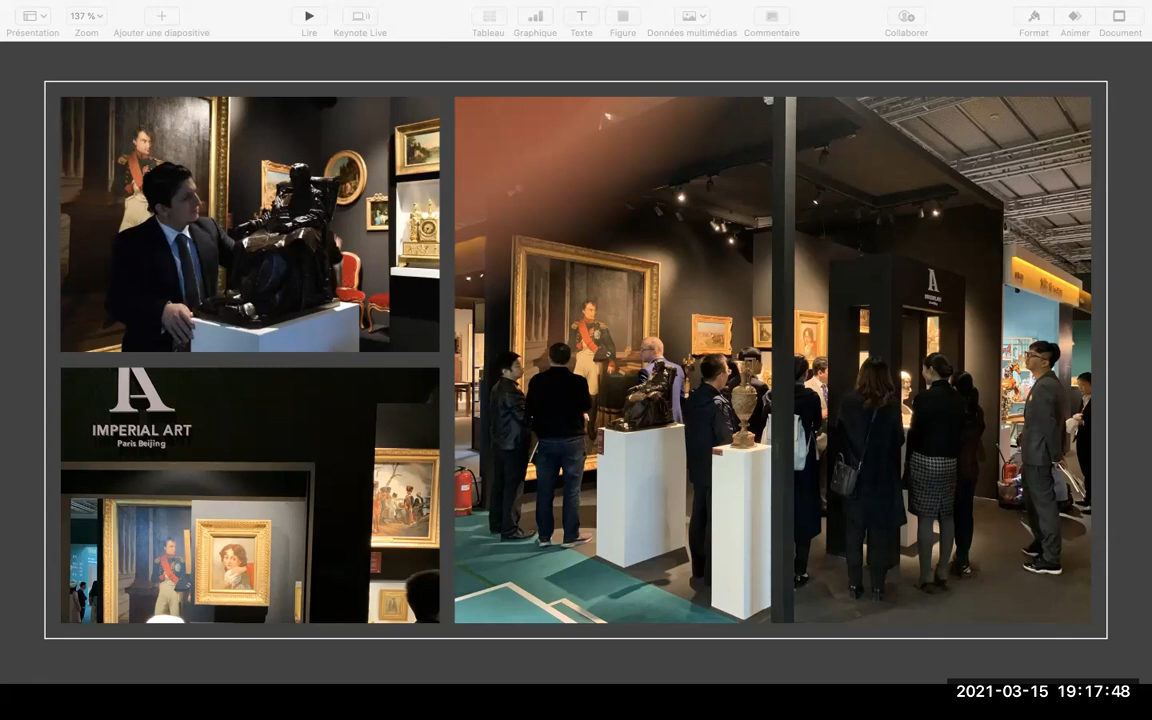 Présentation
137 %
Zoom
Ajouter une diapositive
Lire
Keynote Live
Tableau
Graphique
T
Texte
Figure
Données multimédias
Commentaire
Collaborer
Format
Animer
Document
A
IMPERIAL ART
Paris Beijing
A
2021-03-15 19:17:48